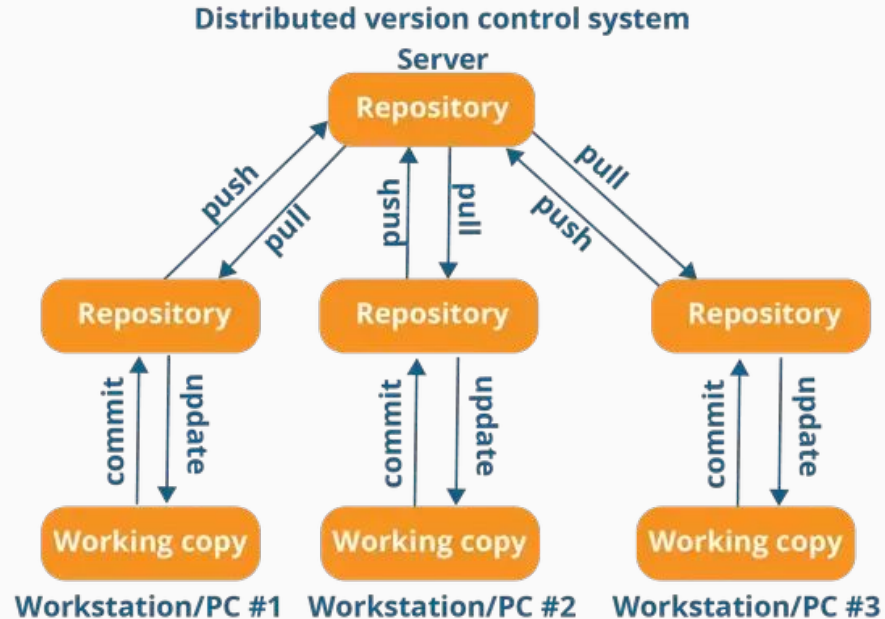 Distributed version control system
Server
Repository
push
pull
push
pull
push
pull
Repository
Repository
Repository
commit
update
commit
update
commit
update
Working copy
Working copy
Working copy
Workstation/PC #1
Workstation/PC #2
Workstation/PC #3